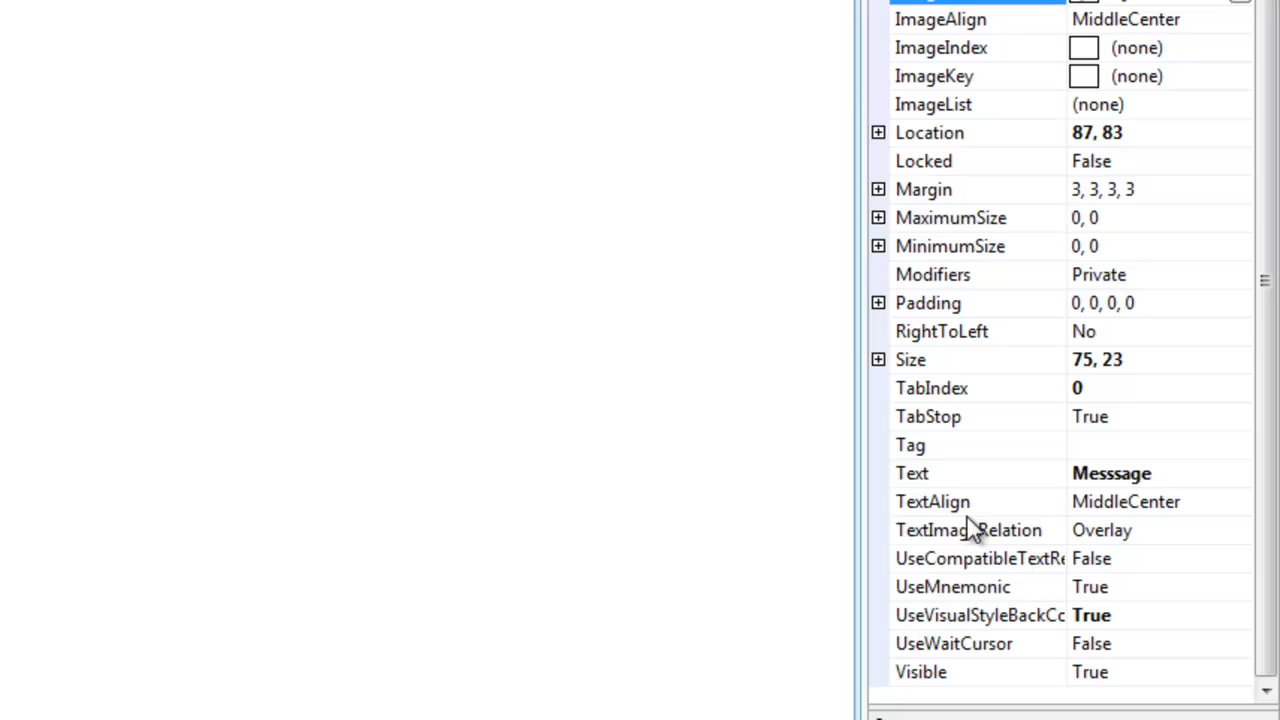 ImageAlign MiddleCenter
ImageIndex (none)
ImageKey (none)
ImageList (none)
Location 87, 83
Locked False
Margin 3, 3, 3, 3
MaximumSize 0, 0
MinimumSize 0, 0
Modifiers Private
Padding 0, 0, 0, 0
RightToLeft No
Size 75, 23
TabIndex 0
TabStop True
Tag
Text Messsage
TextAlign MiddleCenter
TextImageRelation Overlay
UseCompatibleTextRe False
UseMnemonic True
UseVisualStyleBackCo True
UseWaitCursor False
Visible True